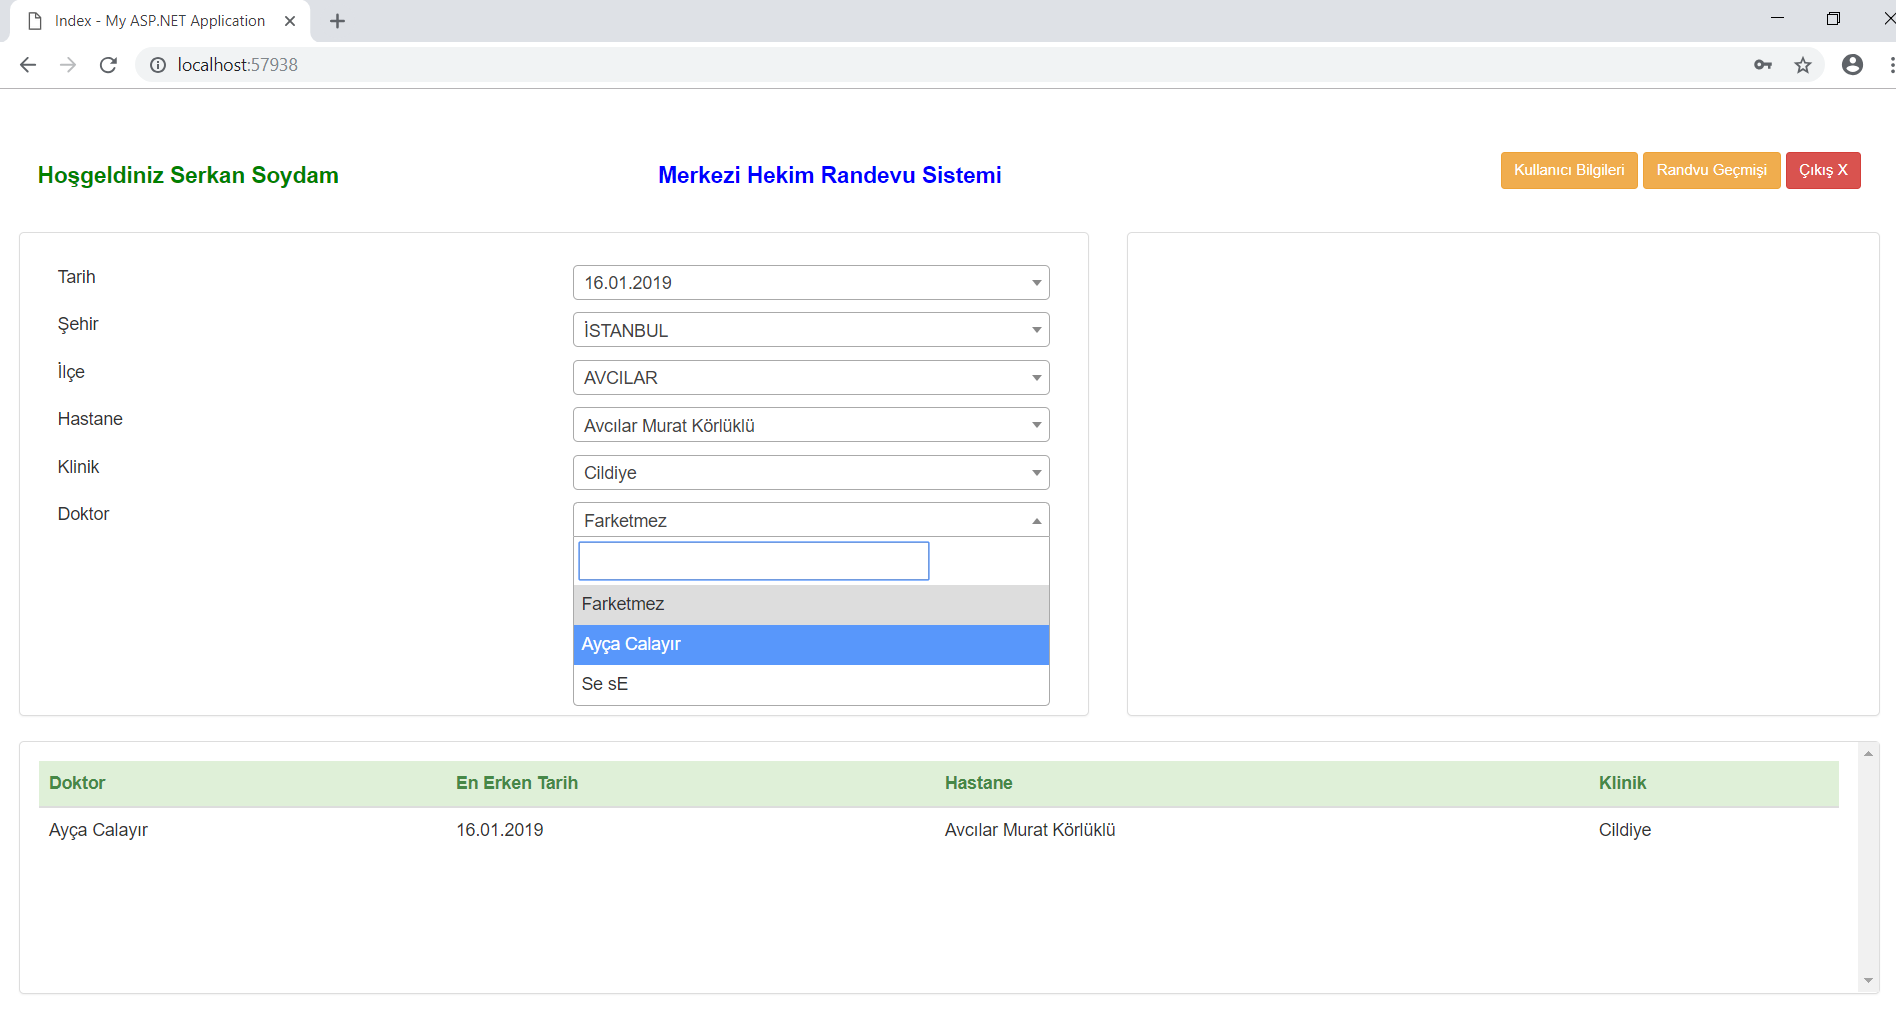 Index - My ASP.NET Application
localhost:57938
Hoşgeldiniz Serkan Soydam
Merkezi Hekim Randevu Sistemi
Kullanıcı Bilgileri
Randvu Geçmişi
Çıkış X
Tarih
16.01.2019
Şehir
İSTANBUL
İlçe
AVCILAR
Hastane
Avcılar Murat Körlüklü
Klinik
Cildiye
Doktor
Farketmez
Farketmez
Ayça Calayır
Se sE
Doktor En Erken Tarih Hastane Klinik
Ayça Calayır 16.01.2019 Avcılar Murat Körlüklü Cildiye